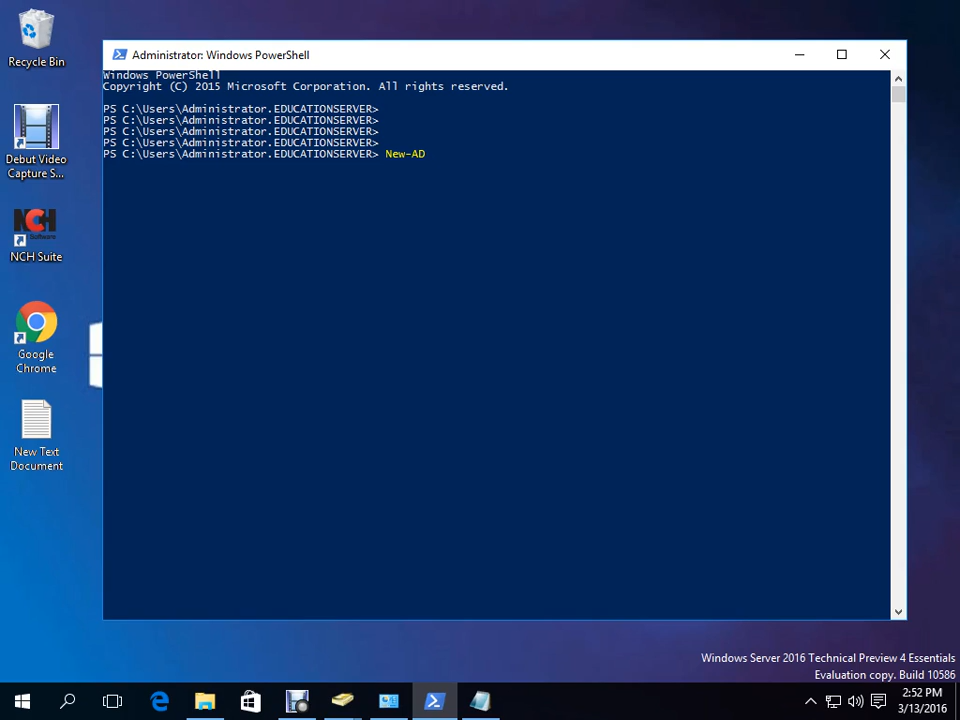 Recycle Bin
Debut Video
Capture S...
NCH
Software
NCH Suite
Google
Chrome
New Text
Document
Administrator: Windows PowerShell
Windows PowerShell
Copyright (C) 2015 Microsoft Corporation. All rights reserved.
PS C:\Users\Administrator.EDUCATIONSERVER>
PS C:\Users\Administrator.EDUCATIONSERVER>
PS C:\Users\Administrator.EDUCATIONSERVER>
PS C:\Users\Administrator.EDUCATIONSERVER>
PS C:\Users\Administrator.EDUCATIONSERVER> New-AD
Windows Server 2016 Technical Preview 4 Essentials
Evaluation copy. Build 10586
2:52 PM
3/13/2016